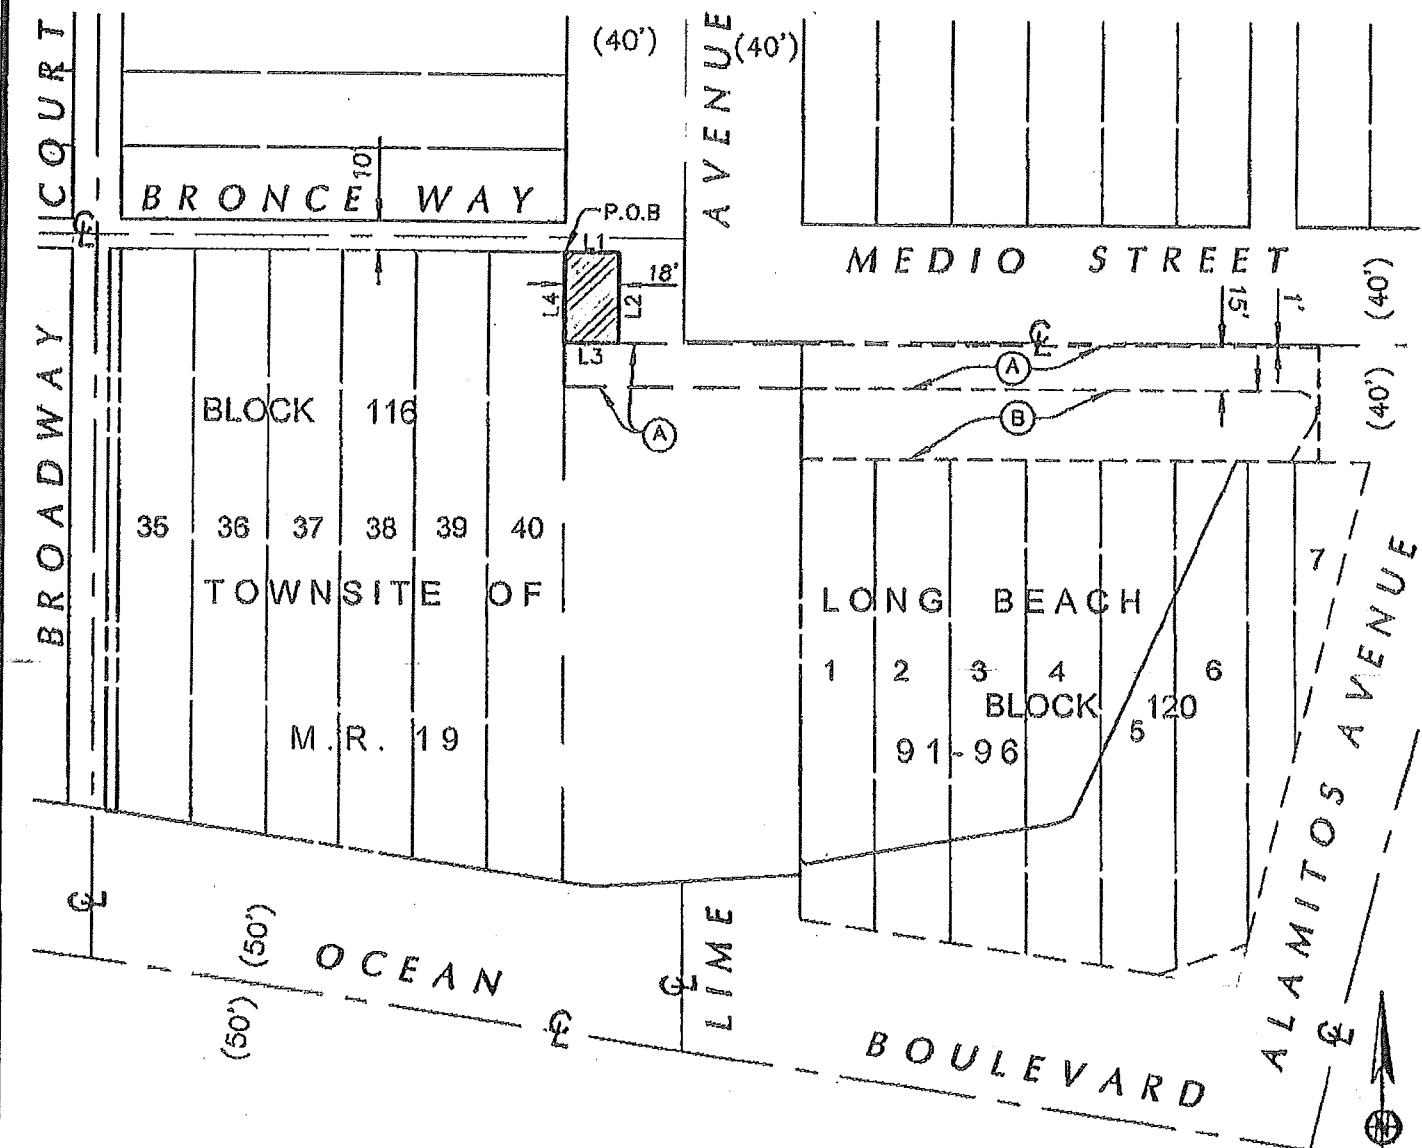 COURT
(40')
AVENUE
(40')
10'
BRONCE WAY
℄
P.O.B
L1
18'
L4
L2
L3
MEDIO STREET
15'
1'
(40')
℄
A
(40')
B
A
BROADWAY
BLOCK 116
35 36 37 38 39 40
TOWNSITE OF
LONG BEACH
7
1 2 3 4 6
BLOCK 120
5
M.R. 19
91-96
ALAMITOS AVENUE
℄
(50')
OCEAN
℄
LIME
(50')
℄
℄
BOULEVARD
N